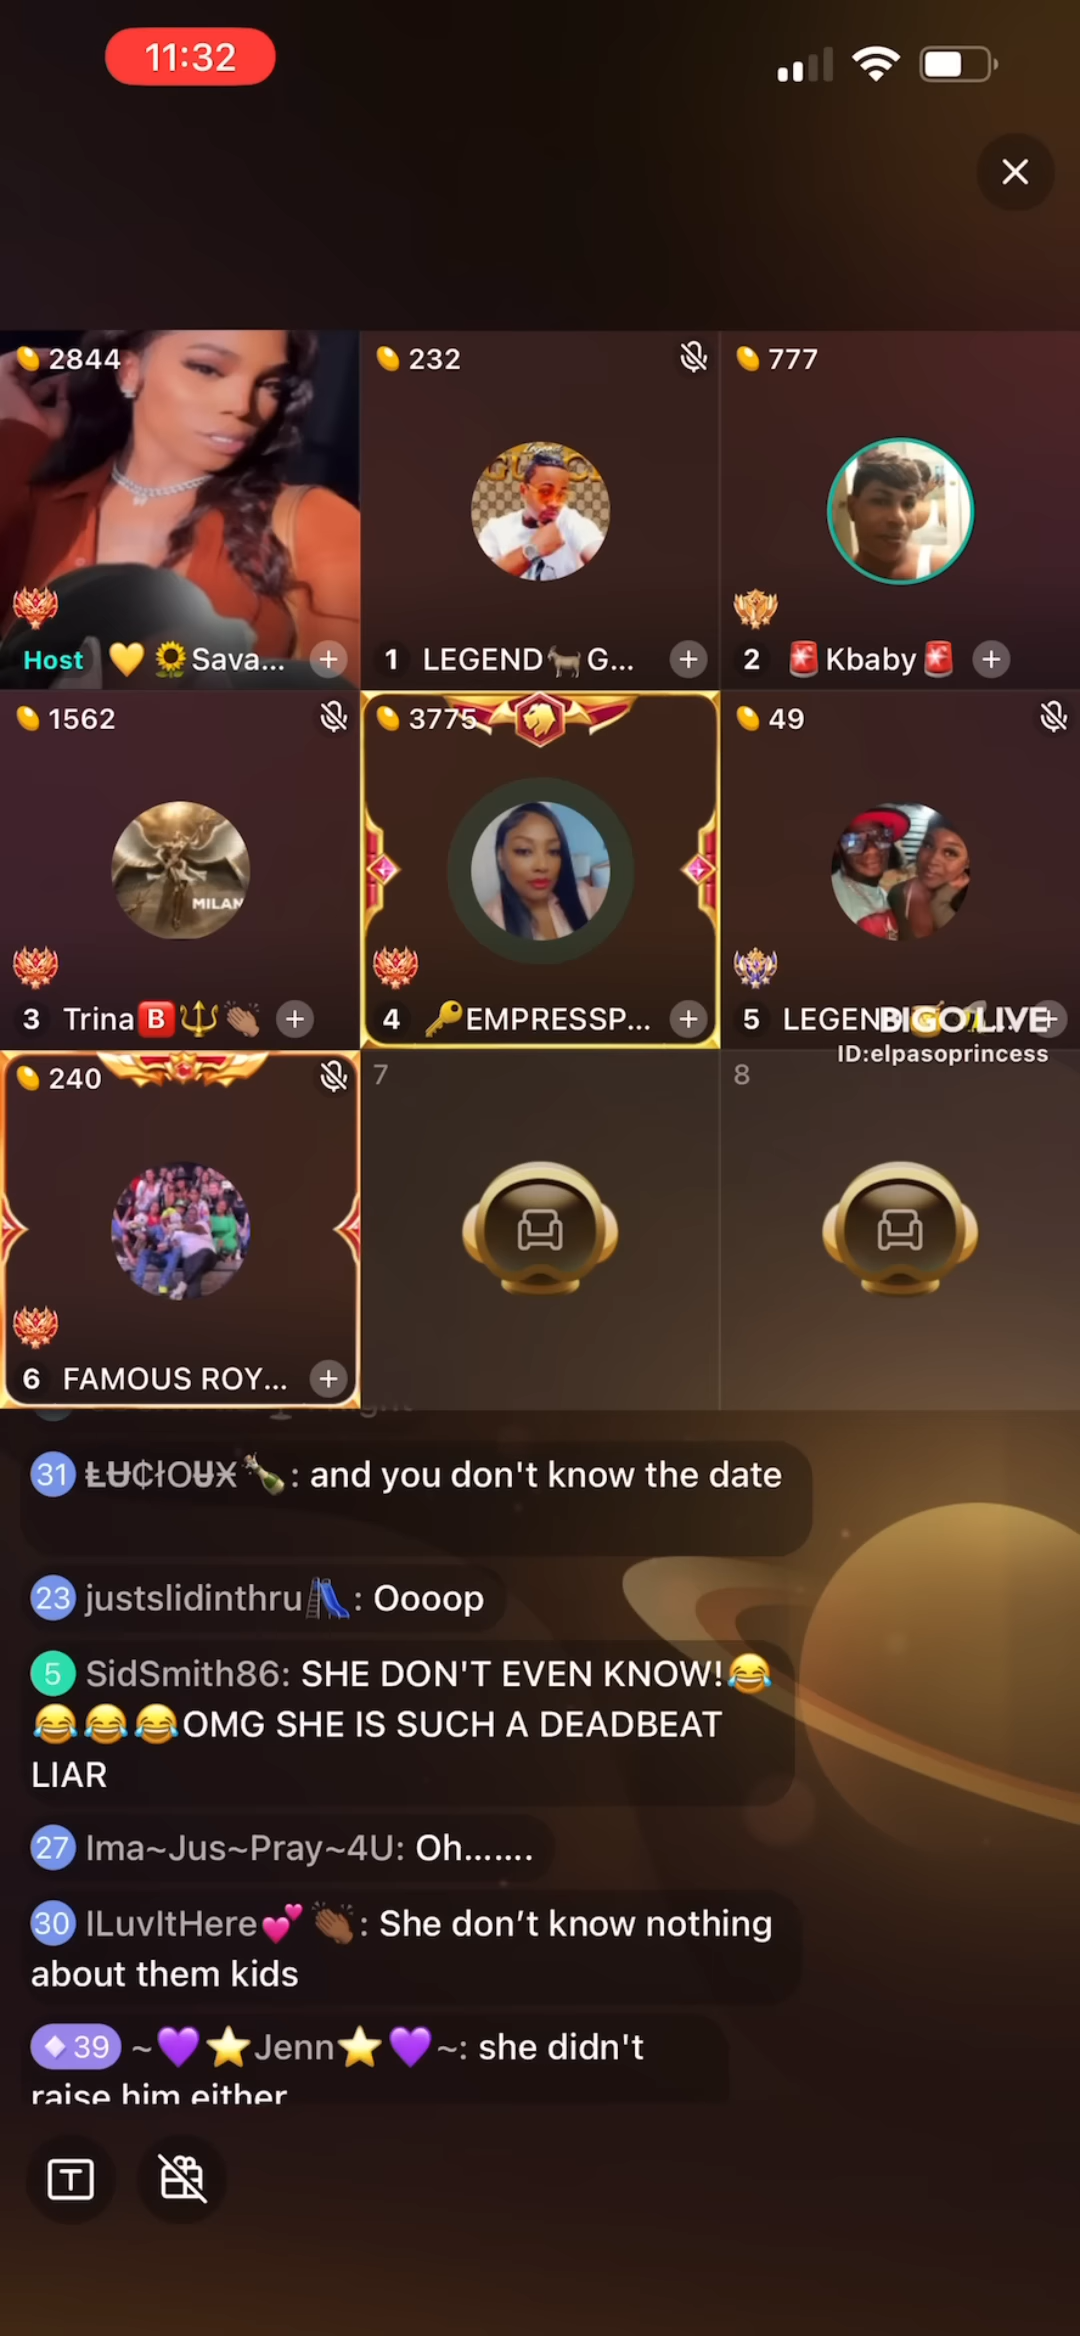 11:32
2844
232
777
Host 💛🌻Sava...
1 LEGEND🐐G...
2 🚨Kbaby🚨
1562
3775
49
MILAN
3 Trina🅱️🔱👏🏾
4 🔑EMPRESSP...
5 LEGEN
BIGO LIVE
ID:elpasoprincess
240
7
8
6 FAMOUS ROY...
31 ⱠɄ₵łOɄӾ🍾: and you don't know the date
23 justslidinthru🛝: Oooop
5 SidSmith86: SHE DON'T EVEN KNOW!😂
😂😂😂OMG SHE IS SUCH A DEADBEAT
LIAR
27 Ima~Jus~Pray~4U: Oh.......
30 ILuvItHere💕👏🏾: She don’t know nothing
about them kids
39 ~💜⭐Jenn⭐💜~: she didn't
raise him either
T